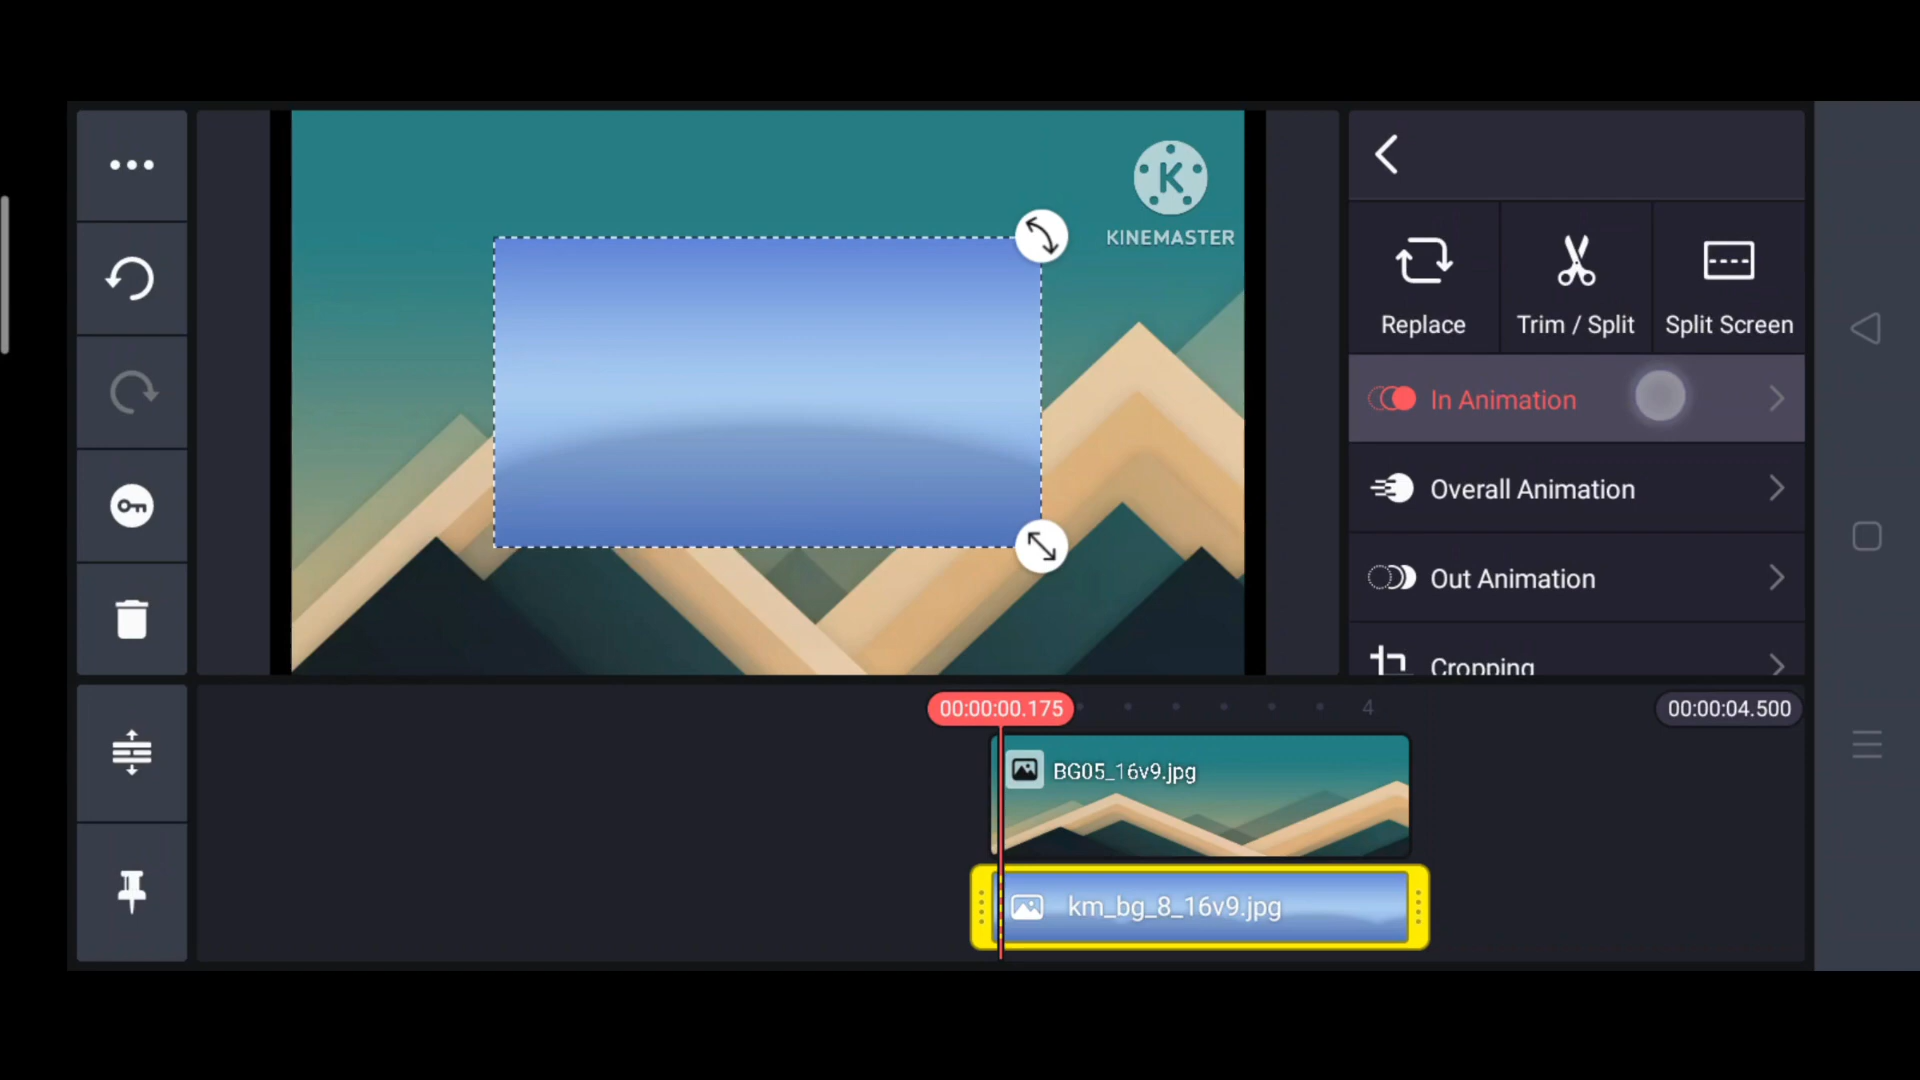 K
KINEMASTER
Replace
Trim / Split
Split Screen
In Animation
Overall Animation
Out Animation
Cropping
00:00:00.175
4
00:00:04.500
BG05_16v9.jpg
km_bg_8_16v9.jpg